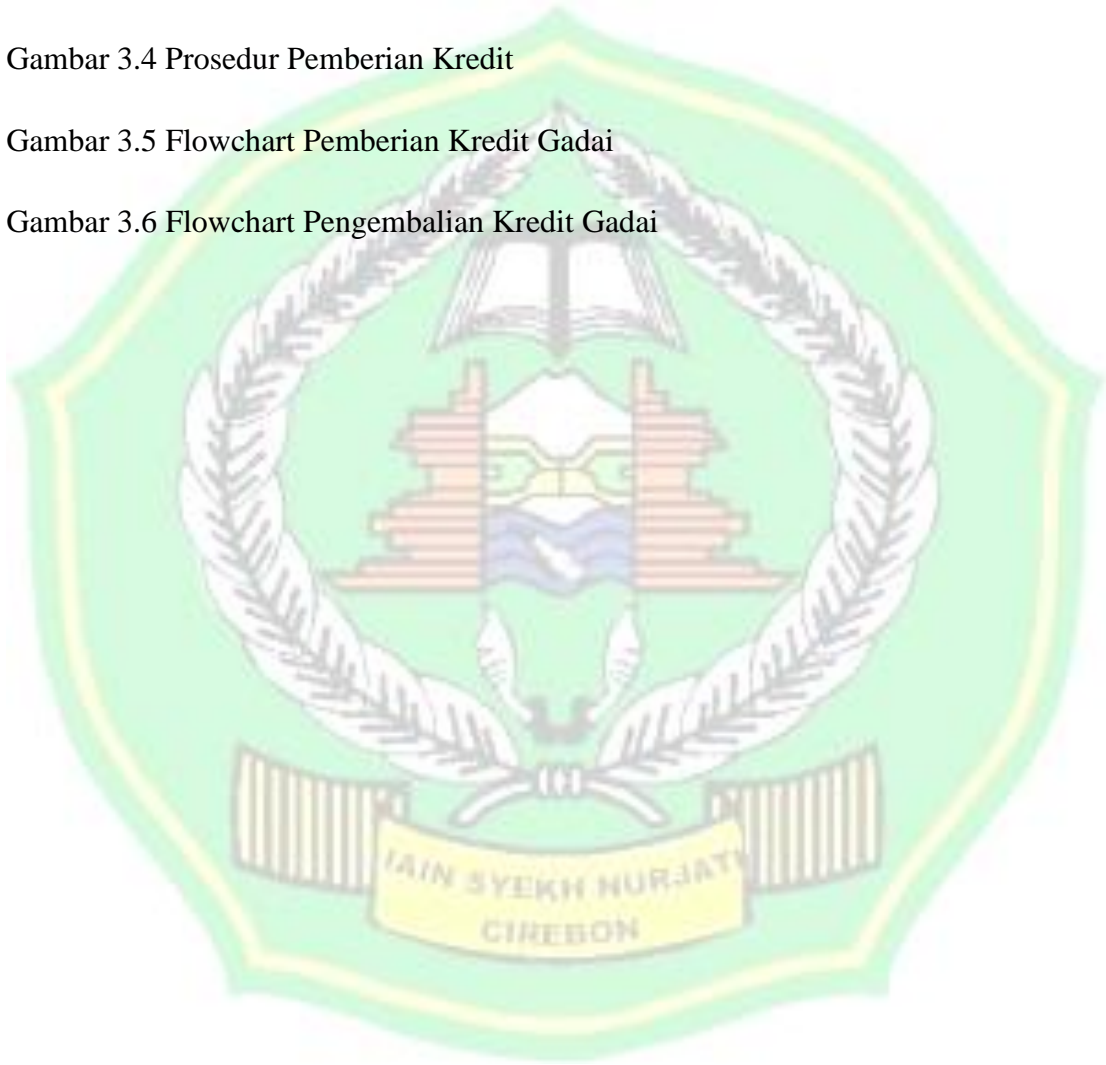 Gambar 3.4 Prosedur Pemberian Kredit
Gambar 3.5 Flowchart Pemberian Kredit Gadai
Gambar 3.6 Flowchart Pengembalian Kredit Gadai
IAIN SYEKH NURJATI
CIREBON